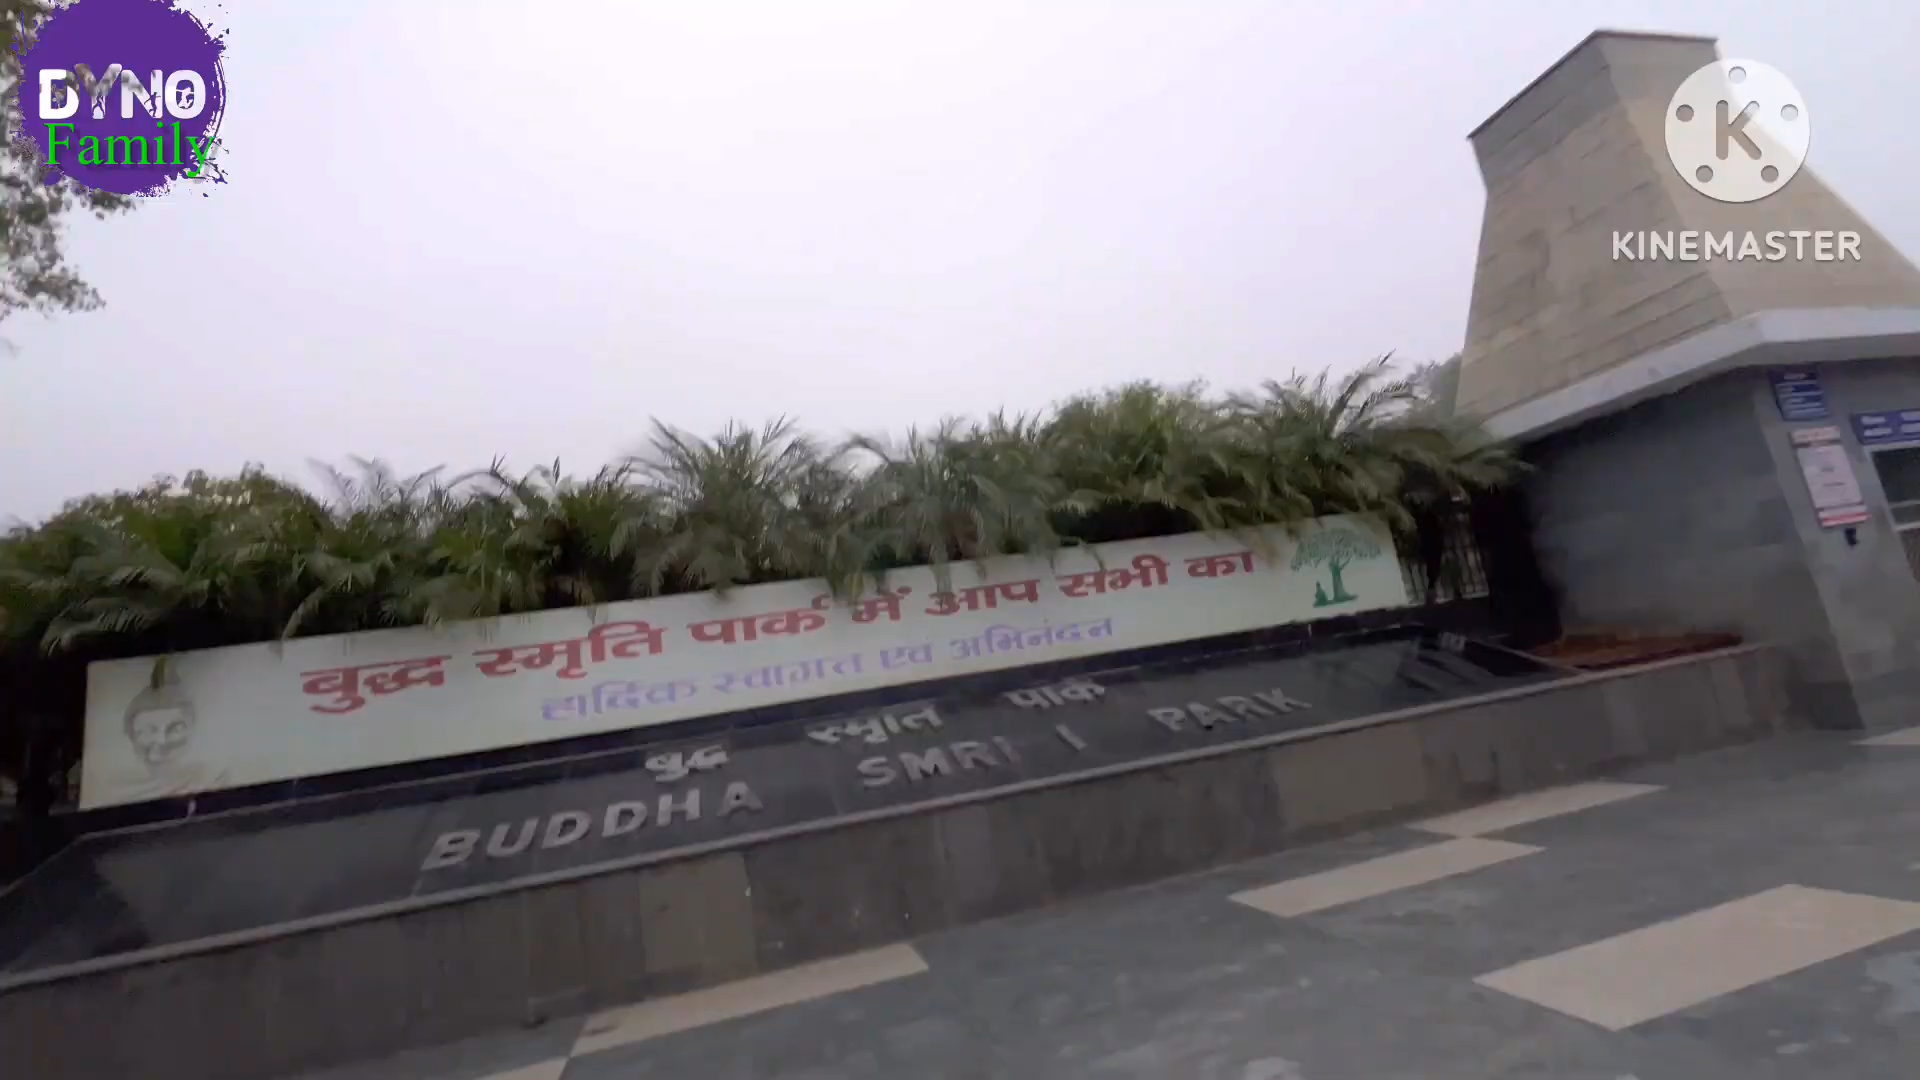 DYNO
Family
KINEMASTER
बुद्ध स्मृति पार्क में आप सभी का
हार्दिक स्वागत एवं अभिनंदन
बुद्ध स्मृति पार्क
BUDDHA SMRI I PARK